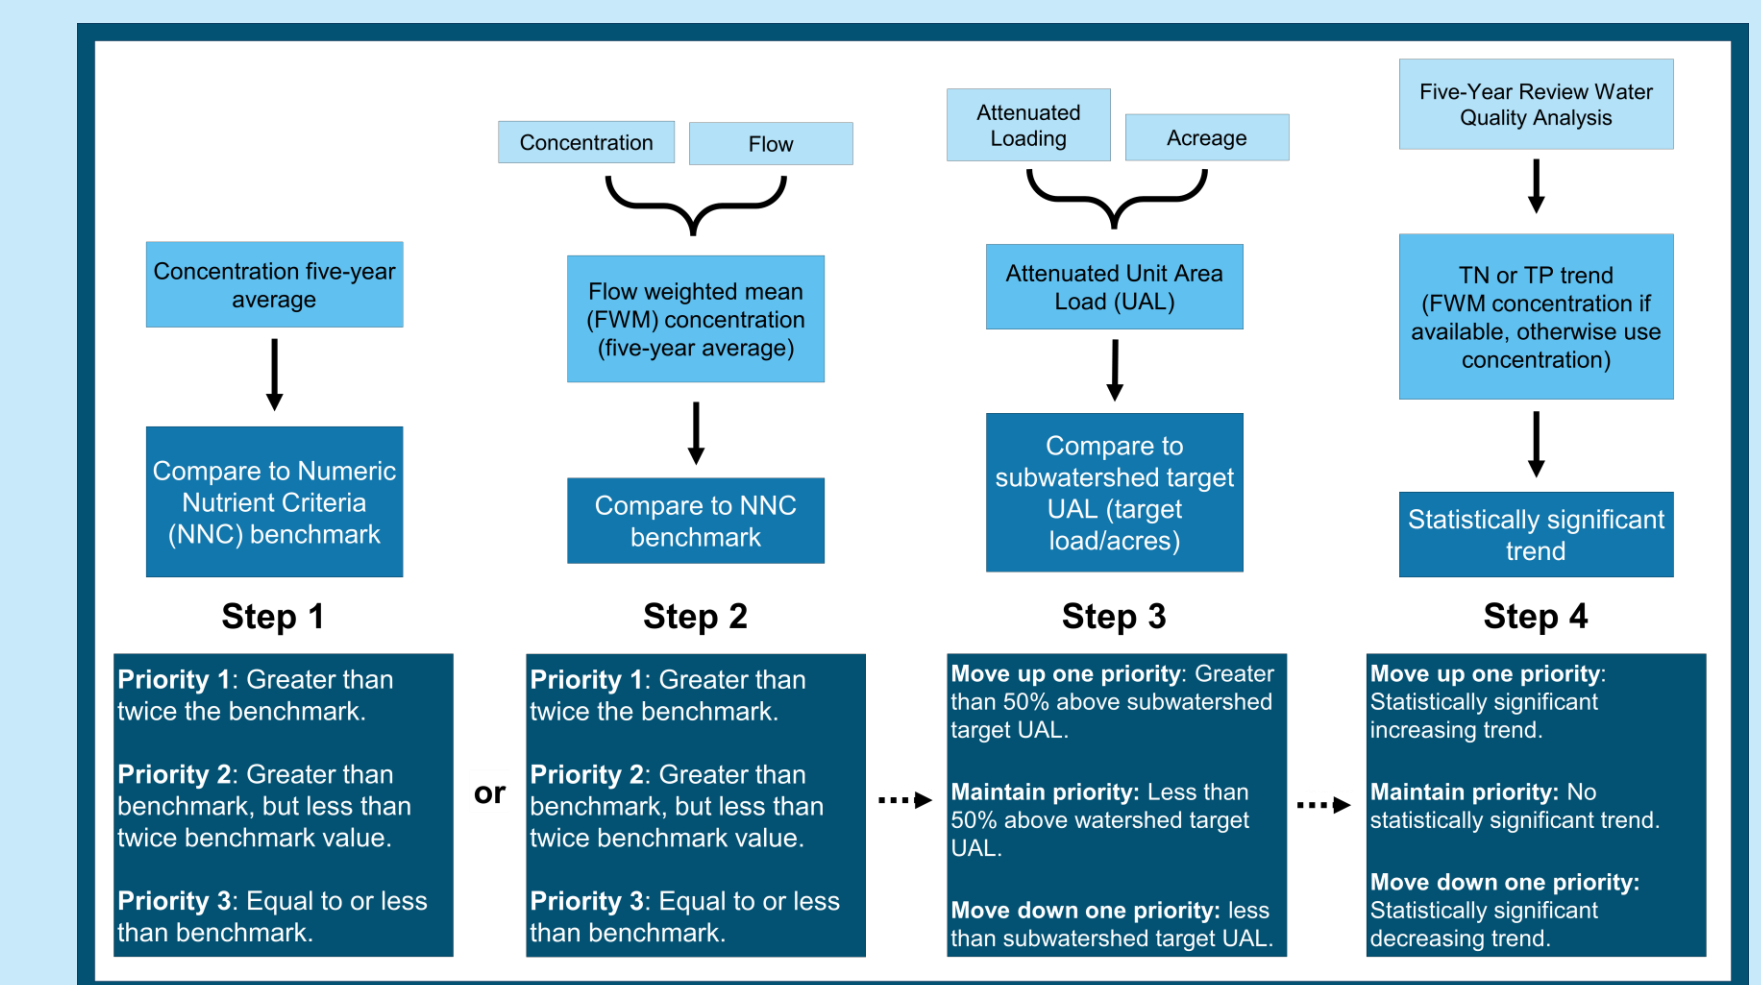 Concentration five-year
average
Compare to Numeric
Nutrient Criteria
(NNC) benchmark
Step 1
Priority 1: Greater than
twice the benchmark.
Priority 2: Greater than
benchmark, but less than
twice benchmark value.
Priority 3: Equal to or less
than benchmark.
or
Concentration
Flow
Flow weighted mean
(FWM) concentration
(five-year average)
Compare to NNC
benchmark
Step 2
Priority 1: Greater than
twice the benchmark.
Priority 2: Greater than
benchmark, but less than
twice benchmark value.
Priority 3: Equal to or less
than benchmark.
Attenuated
Loading
Acreage
Attenuated Unit Area
Load (UAL)
Compare to
subwatershed target
UAL (target
load/acres)
Step 3
Move up one priority: Greater
than 50% above subwatershed
target UAL.
Maintain priority: Less than
50% above watershed target
UAL.
Move down one priority: less
than subwatershed target UAL.
Five-Year Review Water
Quality Analysis
TN or TP trend
(FWM concentration if
available, otherwise use
concentration)
Statistically significant
trend
Step 4
Move up one priority:
Statistically significant
increasing trend.
Maintain priority: No
statistically significant trend.
Move down one priority:
Statistically significant
decreasing trend.